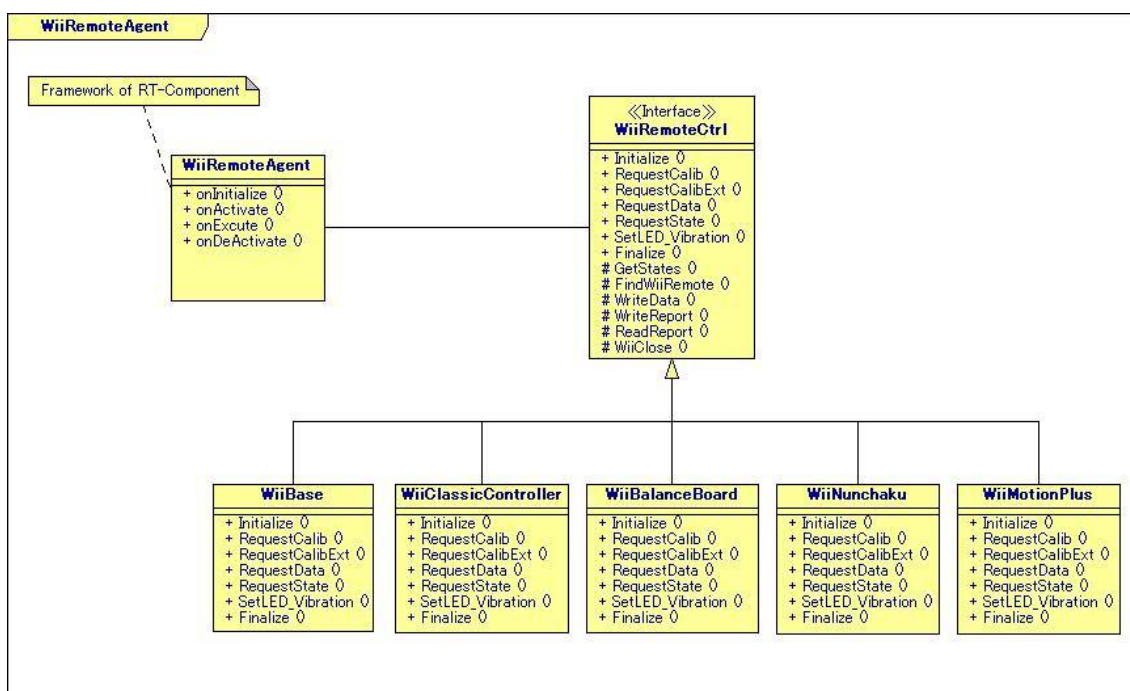 WiiRemoteAgent
Framework of RT-Component
WiiRemoteAgent
+ onInitialize ()
+ onActivate ()
+ onExcute ()
+ onDeActivate ()
≪Interface≫
WiiRemoteCtrl
+ Initialize ()
+ RequestCalib ()
+ RequestCalibExt ()
+ RequestData ()
+ RequestState ()
+ SetLED_Vibration ()
+ Finalize ()
# GetStates ()
# FindWiiRemote ()
# WriteData ()
# WriteReport ()
# ReadReport ()
# WiiClose ()
WiiBase
+ Initialize ()
+ RequestCalib ()
+ RequestCalibExt ()
+ RequestData ()
+ RequestState ()
+ SetLED_Vibration ()
+ Finalize ()
WiiClassicController
+ Initialize ()
+ RequestCalib ()
+ RequestCalibExt ()
+ RequestData ()
+ RequestState ()
+ SetLED_Vibration ()
+ Finalize ()
WiiBalanceBoard
+ Initialize ()
+ RequestCalib ()
+ RequestCalibExt ()
+ RequestData ()
+ RequestState ()
+ SetLED_Vibration ()
+ Finalize ()
WiiNunchaku
+ Initialize ()
+ RequestCalib ()
+ RequestCalibExt ()
+ RequestData ()
+ RequestState ()
+ SetLED_Vibration ()
+ Finalize ()
WiiMotionPlus
+ Initialize ()
+ RequestCalib ()
+ RequestCalibExt ()
+ RequestData ()
+ RequestState ()
+ SetLED_Vibration ()
+ Finalize ()